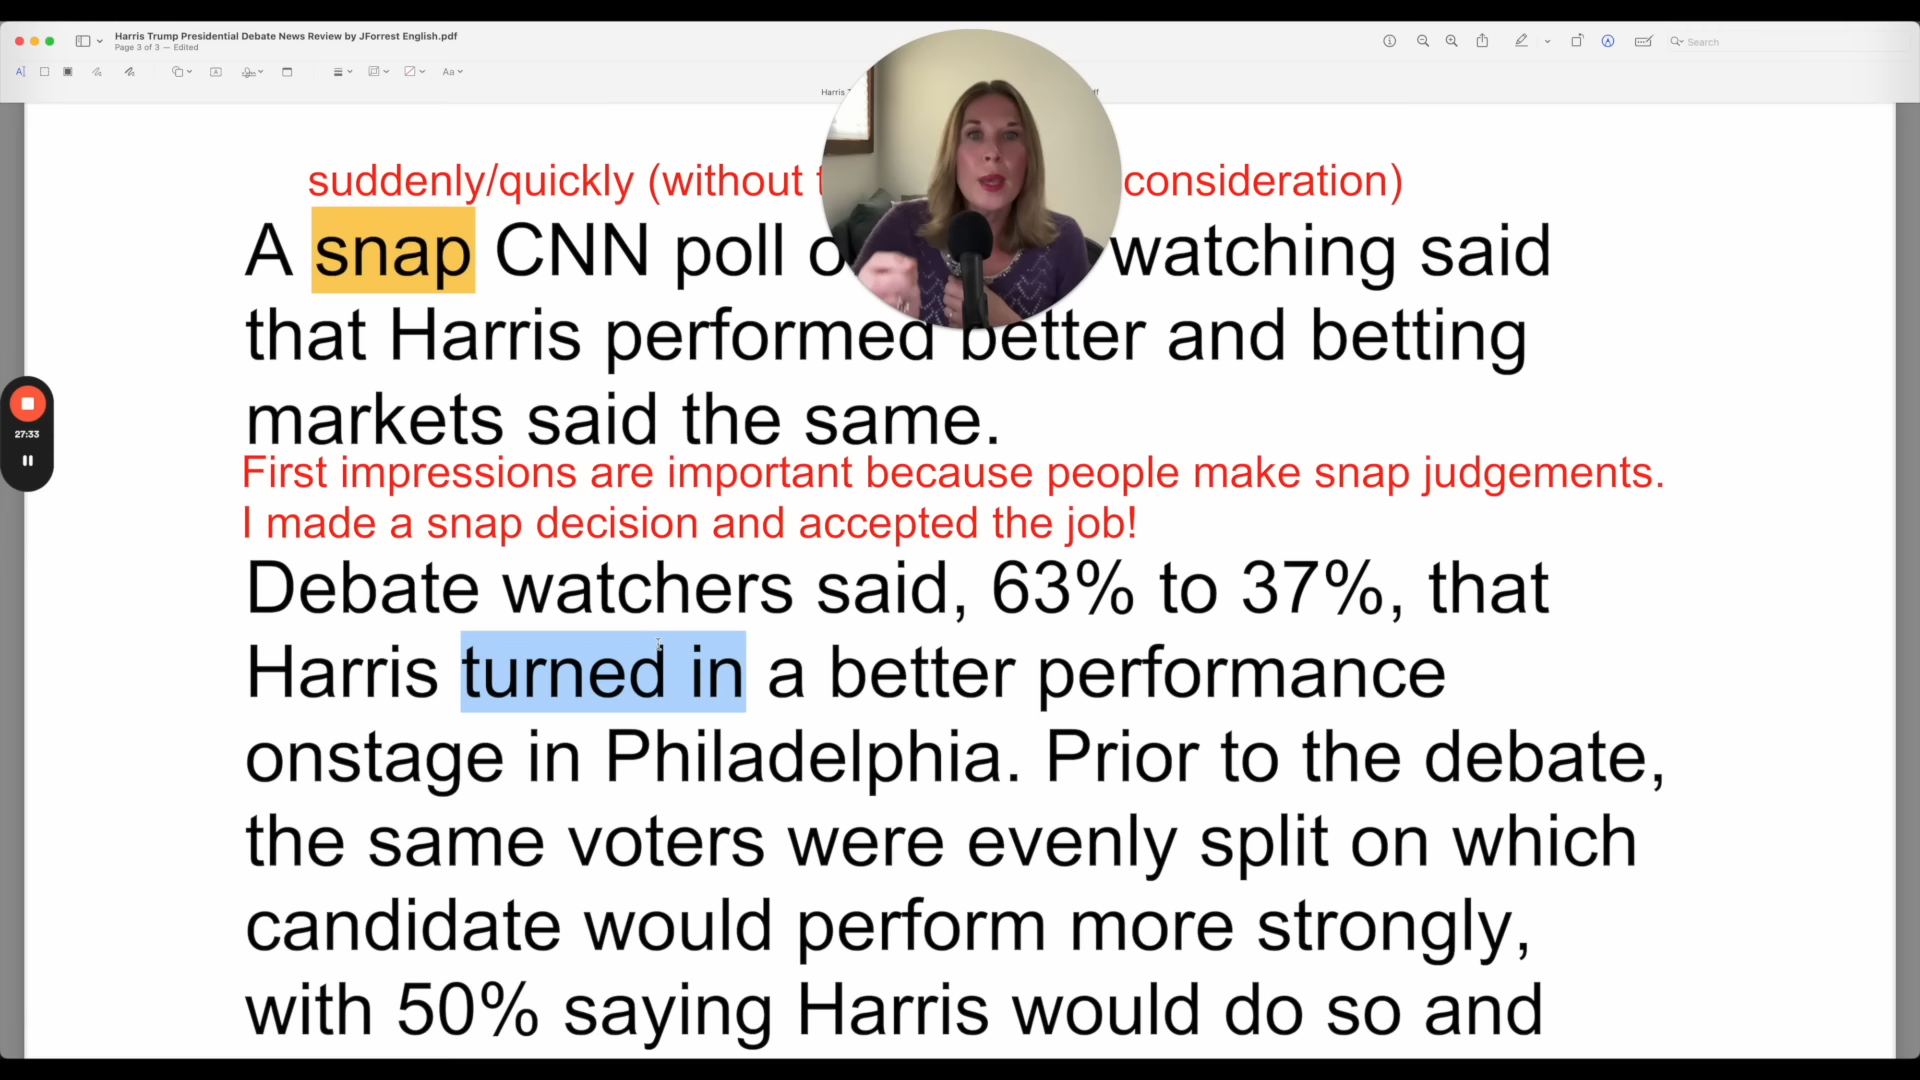 Harris Trump Presidential Debate News Review by JForrest English.pdf
Page 3 of 3 — Edited
Search
Aa
Harris
suddenly/quickly (without consideration)
A snap CNN poll watching said
that Harris performed better and betting
markets said the same.
First impressions are important because people make snap judgements.
I made a snap decision and accepted the job!
27:33
Debate watchers said, 63% to 37%, that
Harris turned in a better performance
onstage in Philadelphia. Prior to the debate,
the same voters were evenly split on which
candidate would perform more strongly,
with 50% saying Harris would do so and